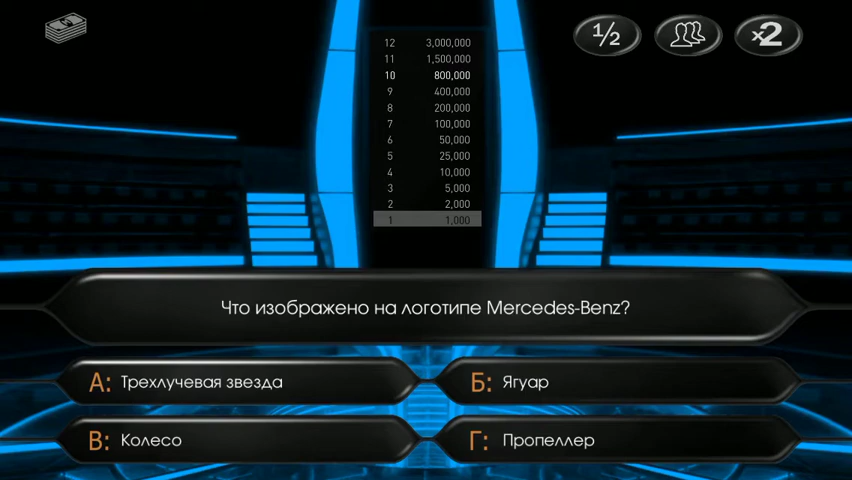 1/2
x2
12 3,000,000
11 1,500,000
10 800,000
9 400,000
8 200,000
7 100,000
6 50,000
5 25,000
4 10,000
3 5,000
2 2,000
1 1,000
Что изображено на логотипе Mercedes-Benz?
А: Трехлучевая звезда
Б: Ягуар
В: Колесо
Г: Пропеллер